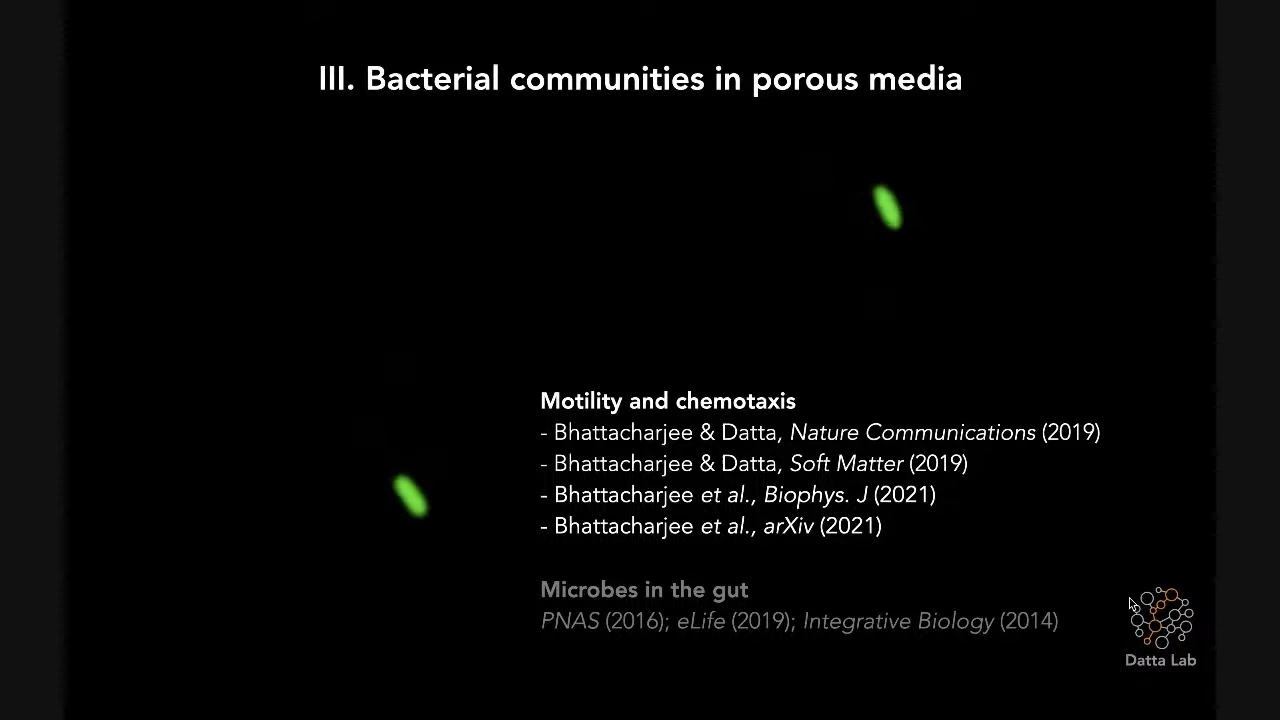 III. Bacterial communities in porous media
Motility and chemotaxis
- Bhattacharjee & Datta, Nature Communications (2019)
- Bhattacharjee & Datta, Soft Matter (2019)
- Bhattacharjee et al., Biophys. J (2021)
- Bhattacharjee et al., arXiv (2021)
Microbes in the gut
PNAS (2016); eLife (2019); Integrative Biology (2014)
Datta Lab